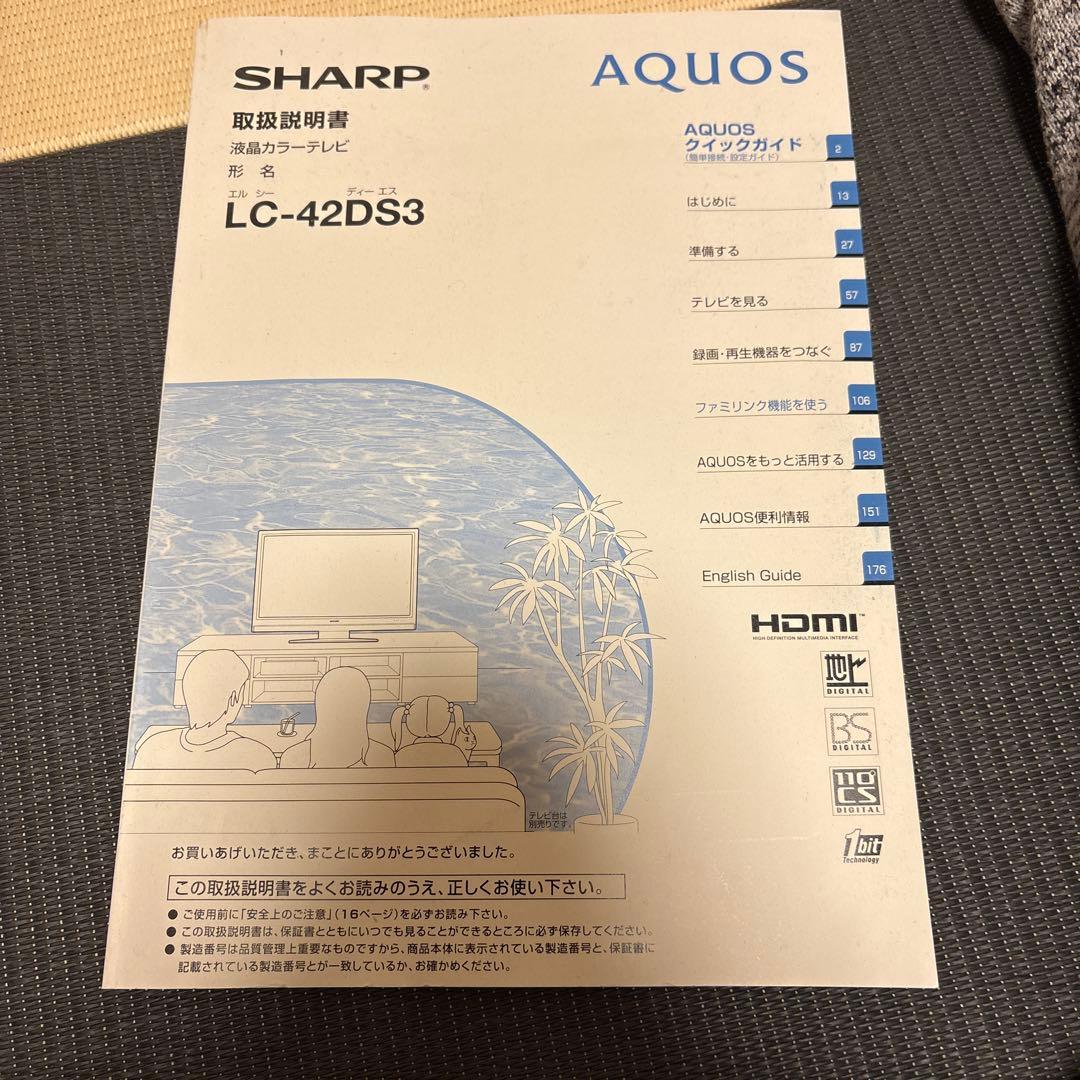 SHARP®
AQUOS
取扱説明書
液晶カラーテレビ
形 名
エル シー ディー エス
LC-42DS3
AQUOS
クイックガイド
(簡単接続・設定ガイド)
2
はじめに
13
準備する
27
テレビを見る
57
録画・再生機器をつなぐ
87
ファミリンク機能を使う
106
AQUOSをもっと活用する
129
AQUOS便利情報
151
English Guide
176
HDMI™
HIGH-DEFINITION MULTIMEDIA INTERFACE
地上
DIGITAL
BS
DIGITAL
110°
CS
DIGITAL
1bit
Technology
テレビ台は
別売りです。
お買いあげいただき、まことにありがとうございました。
この取扱説明書をよくお読みのうえ、正しくお使い下さい。
● ご使用前に「安全上のご注意」(16ページ)を必ずお読み下さい。
● この取扱説明書は、保証書とともにいつでも見ることができるところに必ず保存してください。
● 製造番号は品質管理上重要なものですから、商品本体に表示されている製造番号と、保証書に
記載されている製造番号とが一致しているか、お確かめください。